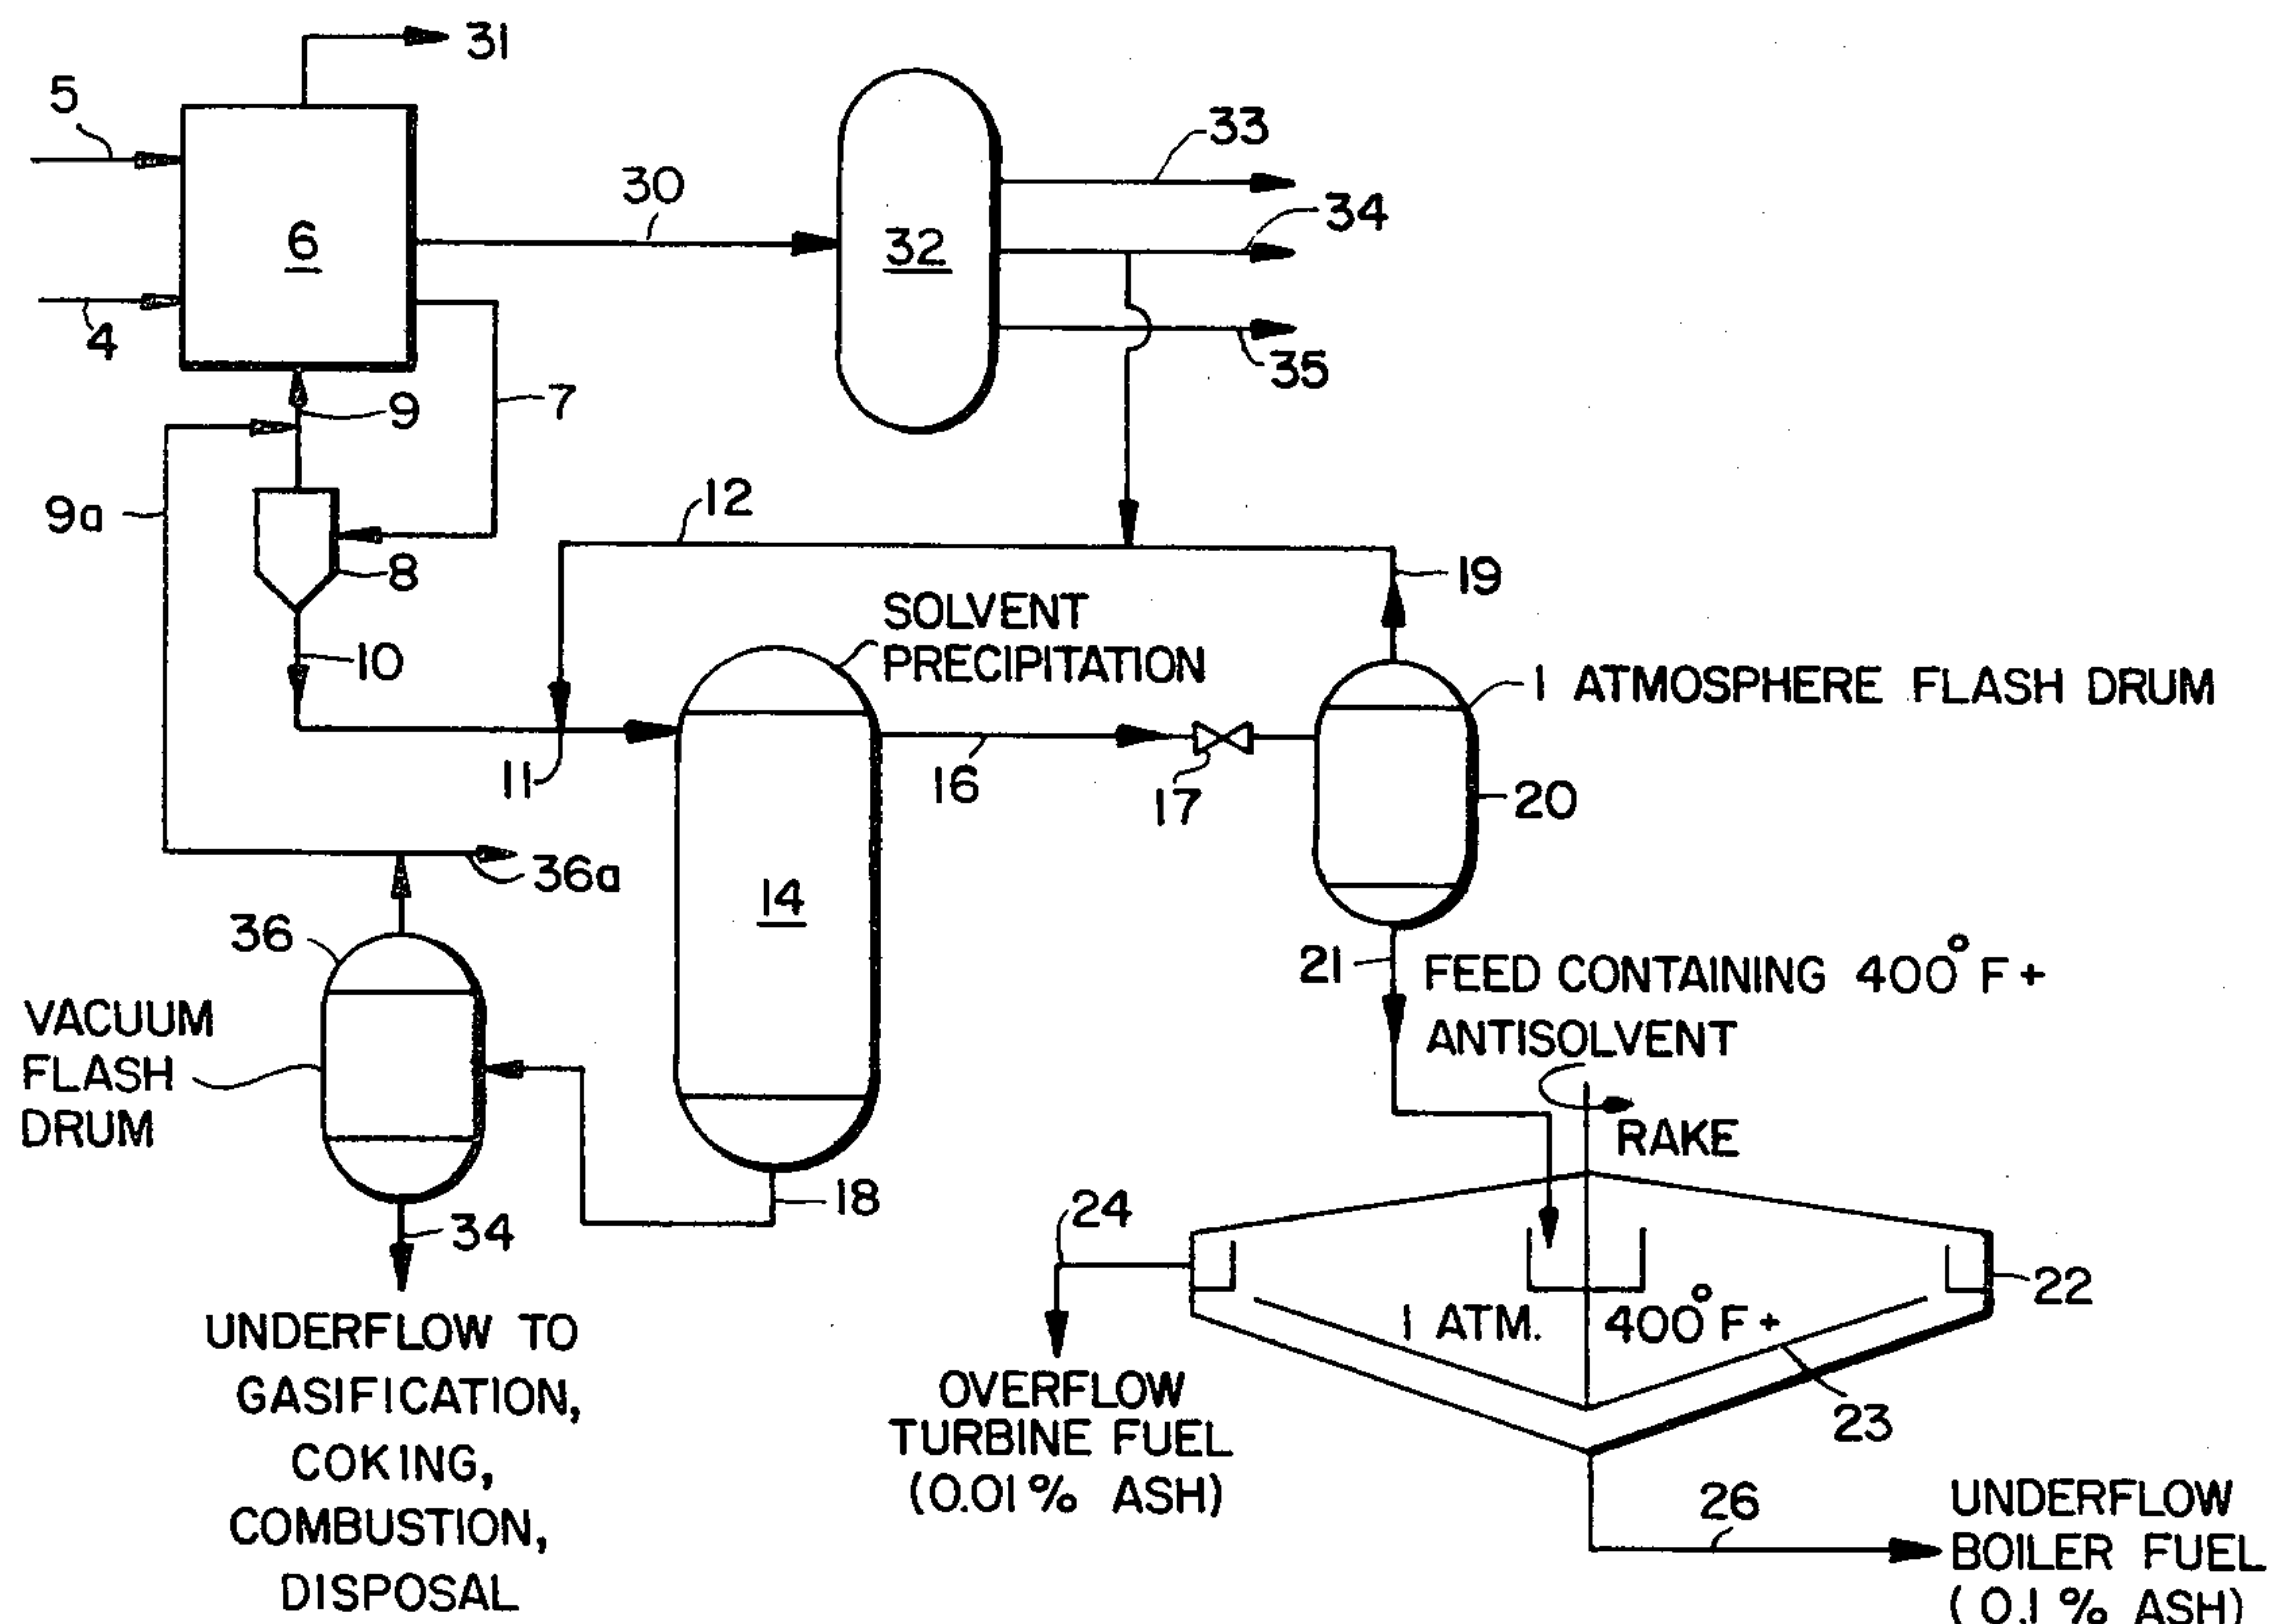 31
5
33
30
34
6
32
4
35
9
7
12
9a
8
19
SOLVENT
PRECIPITATION
10
1 ATMOSPHERE FLASH DRUM
11
16
17
20
36a
14
36
21
FEED CONTAINING 400°F+
ANTISOLVENT
VACUUM
FLASH
DRUM
RAKE
18
24
34
22
1 ATM. 400°F+
UNDERFLOW TO
GASIFICATION,
COKING,
COMBUSTION,
DISPOSAL
OVERFLOW
TURBINE FUEL
(0.01% ASH)
23
26
UNDERFLOW
BOILER FUEL
(0.1% ASH)